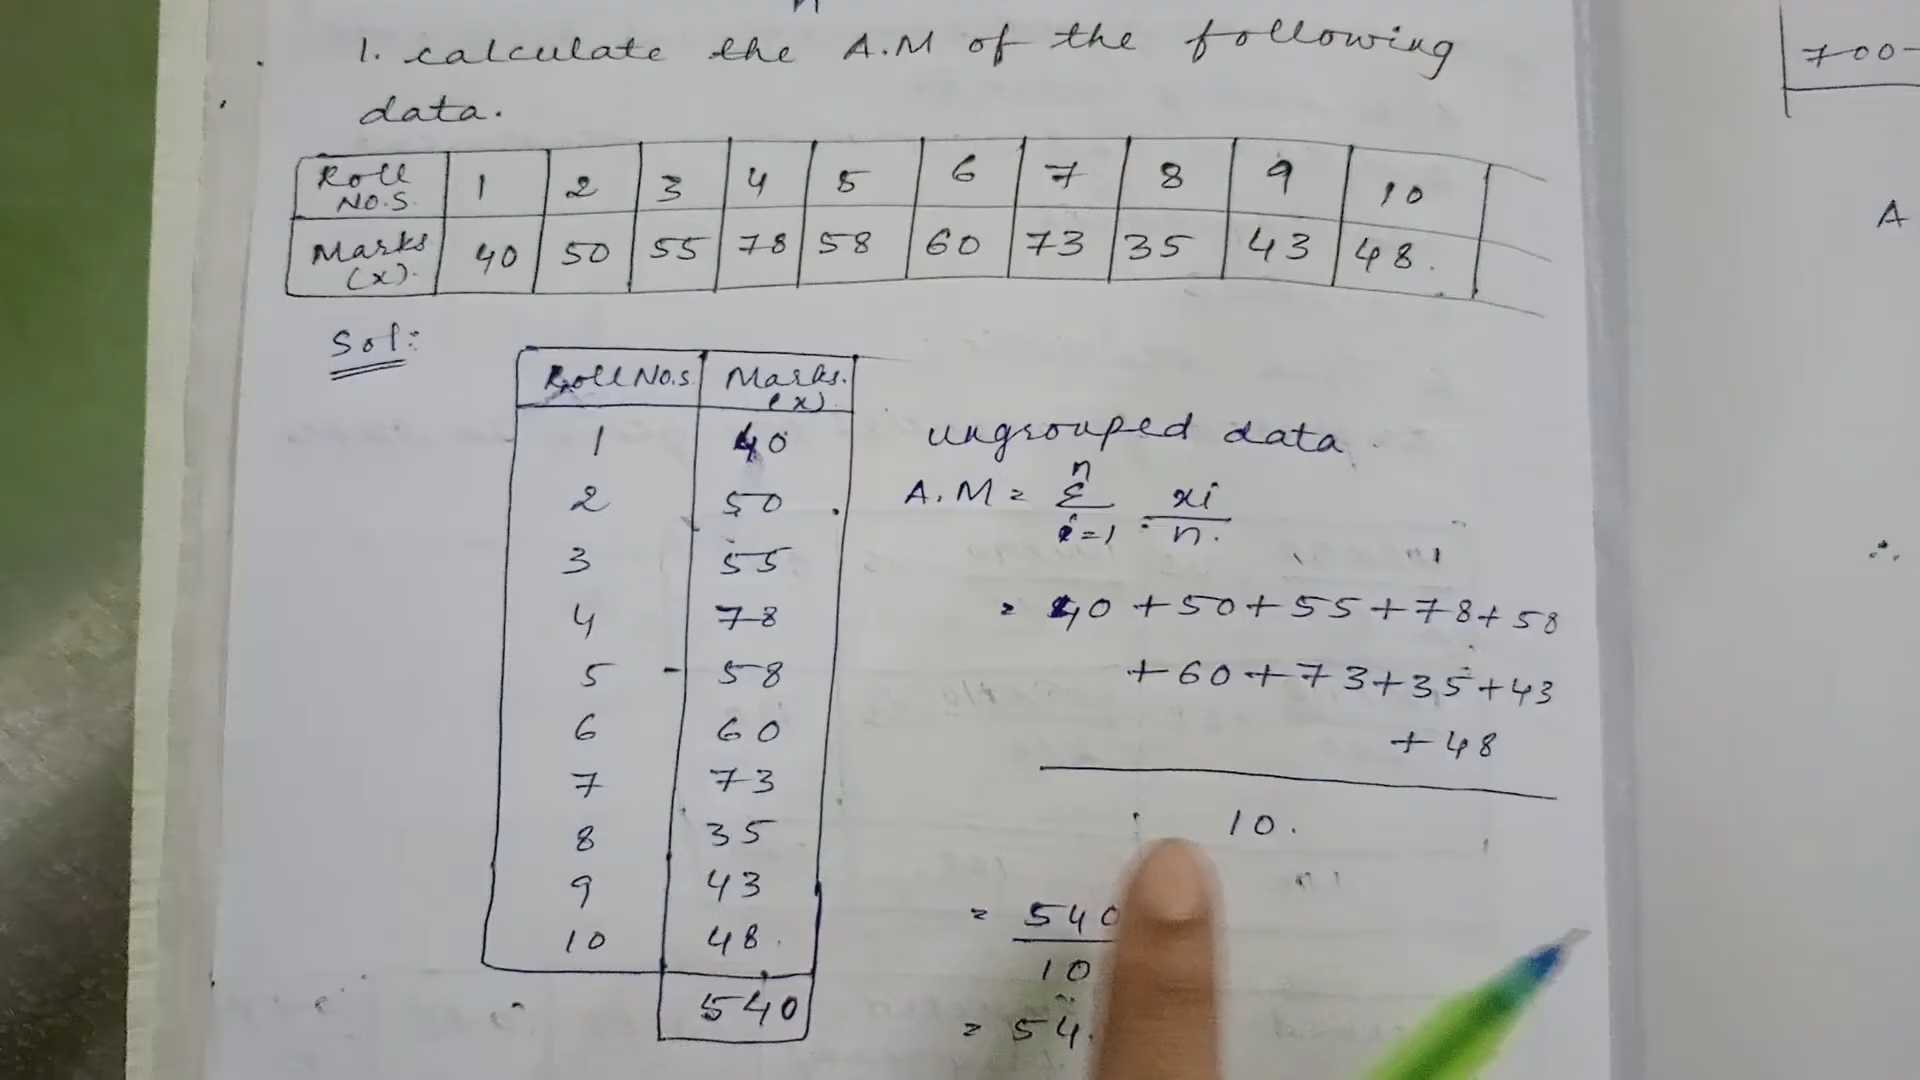 n
1. calculate the A.M of the following
data.
Roll No.s. 1 2 3 4 5 6 7 8 9 10
Marks (x). 40 50 55 78 58 60 73 35 43 48.
Sol:
Roll No.s. Marks. (x)
1 40
2 50
3 55
4 78
5 58
6 60
7 73
8 35
9 43
10 48.
540
ungrouped data.
A.M = n Σ i=1 xi / n.
= 40 + 50 + 55 + 78 + 58
+ 60 + 73 + 35 + 43
+ 48
10.
= 540
10
= 54.
700-
A
∴